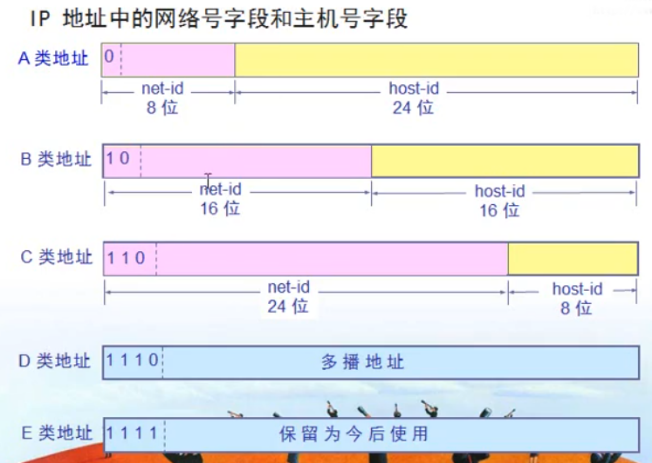 IP 地址中的网络号字段和主机号字段
A 类地址 0
net-id host-id
8 位 24 位
B 类地址 1 0
net-id host-id
16 位 16 位
C 类地址 1 1 0
net-id host-id
24 位 8 位
D 类地址 1 1 1 0 多播地址
E 类地址 1 1 1 1 保留为今后使用